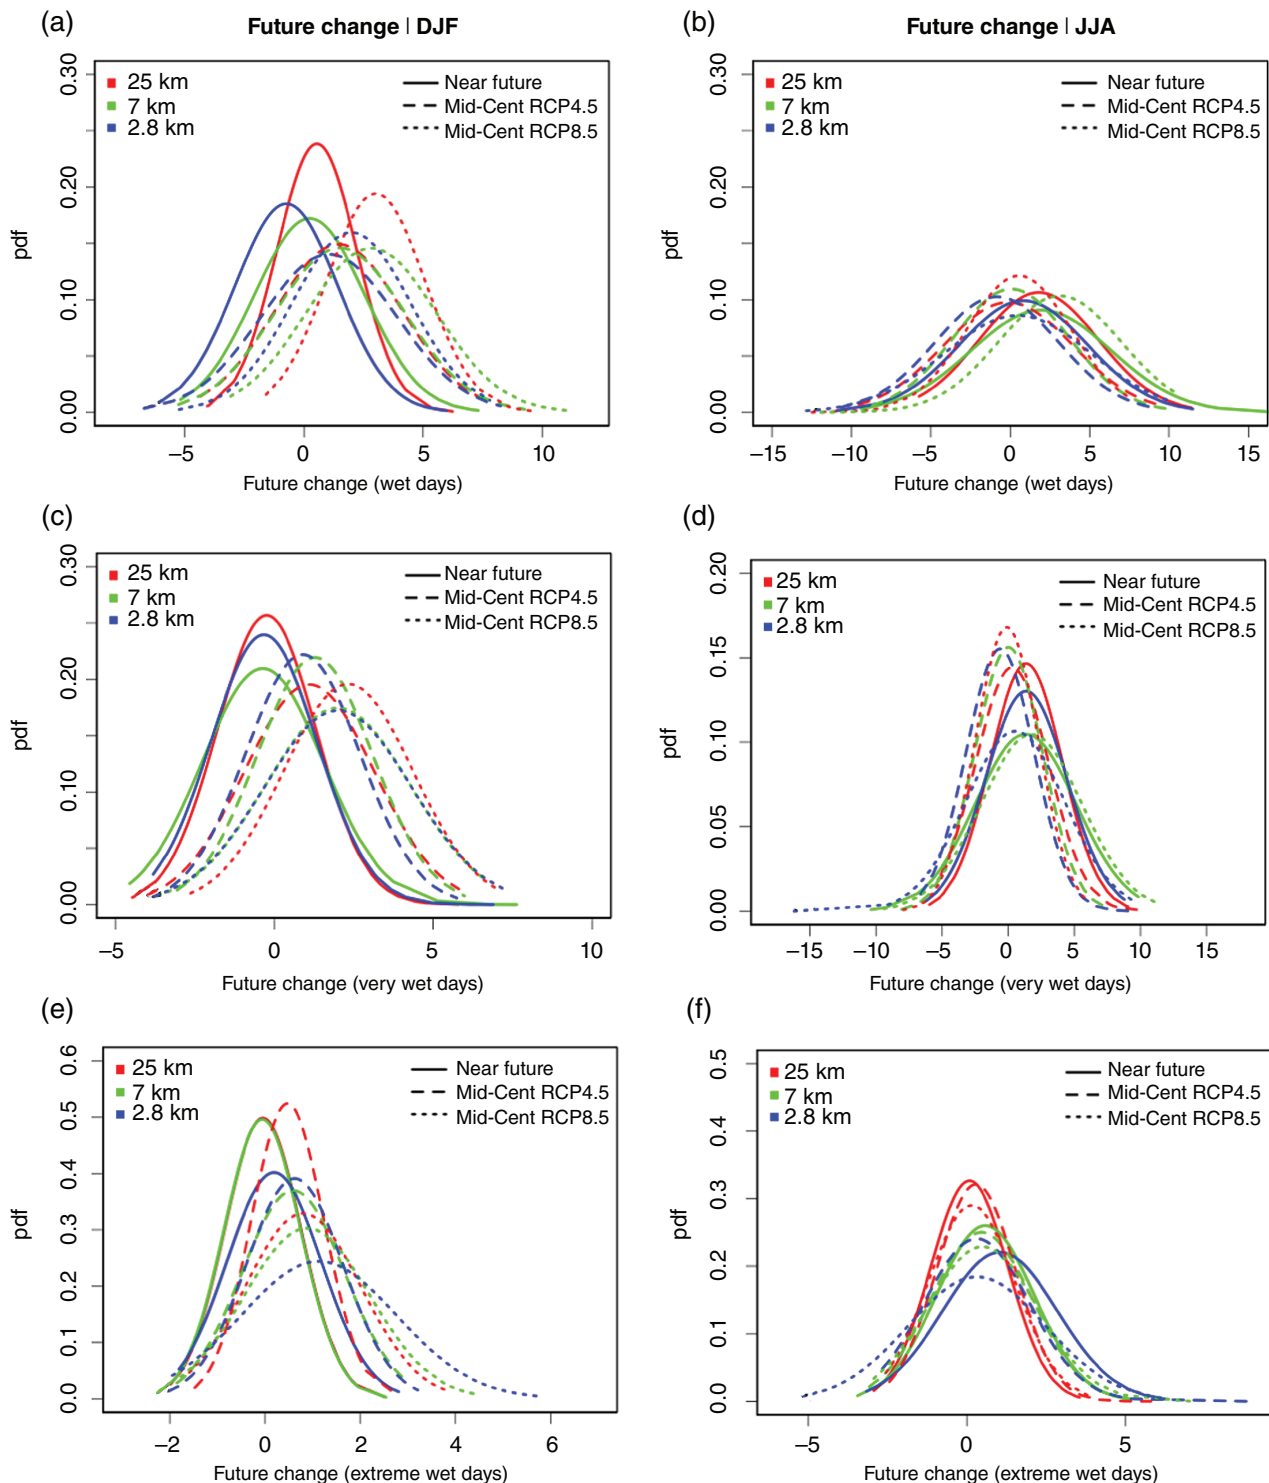 (a) Future change | DJF
0.30
25 km
7 km
2.8 km
Near future
Mid-Cent RCP4.5
Mid-Cent RCP8.5
0.20
pdf
0.10
0.00
−5 0 5 10
Future change (wet days)
(b) Future change | JJA
0.30
25 km
7 km
2.8 km
Near future
Mid-Cent RCP4.5
Mid-Cent RCP8.5
0.20
pdf
0.10
0.00
−15 −10 −5 0 5 10 15
Future change (wet days)
(c)
0.30
25 km
7 km
2.8 km
Near future
Mid-Cent RCP4.5
Mid-Cent RCP8.5
0.20
pdf
0.10
0.00
−5 0 5 10
Future change (very wet days)
(d)
0.20
25 km
7 km
2.8 km
Near future
Mid-Cent RCP4.5
Mid-Cent RCP8.5
0.15
pdf
0.10
0.05
0.00
−15 −10 −5 0 5 10 15
Future change (very wet days)
(e)
0.6
25 km
7 km
2.8 km
Near future
Mid-Cent RCP4.5
Mid-Cent RCP8.5
0.5
0.4
pdf
0.3
0.2
0.1
0.0
−2 0 2 4 6
Future change (extreme wet days)
(f)
0.5
25 km
7 km
2.8 km
Near future
Mid-Cent RCP4.5
Mid-Cent RCP8.5
0.4
0.3
pdf
0.2
0.1
0.0
−5 0 5
Future change (extreme wet days)